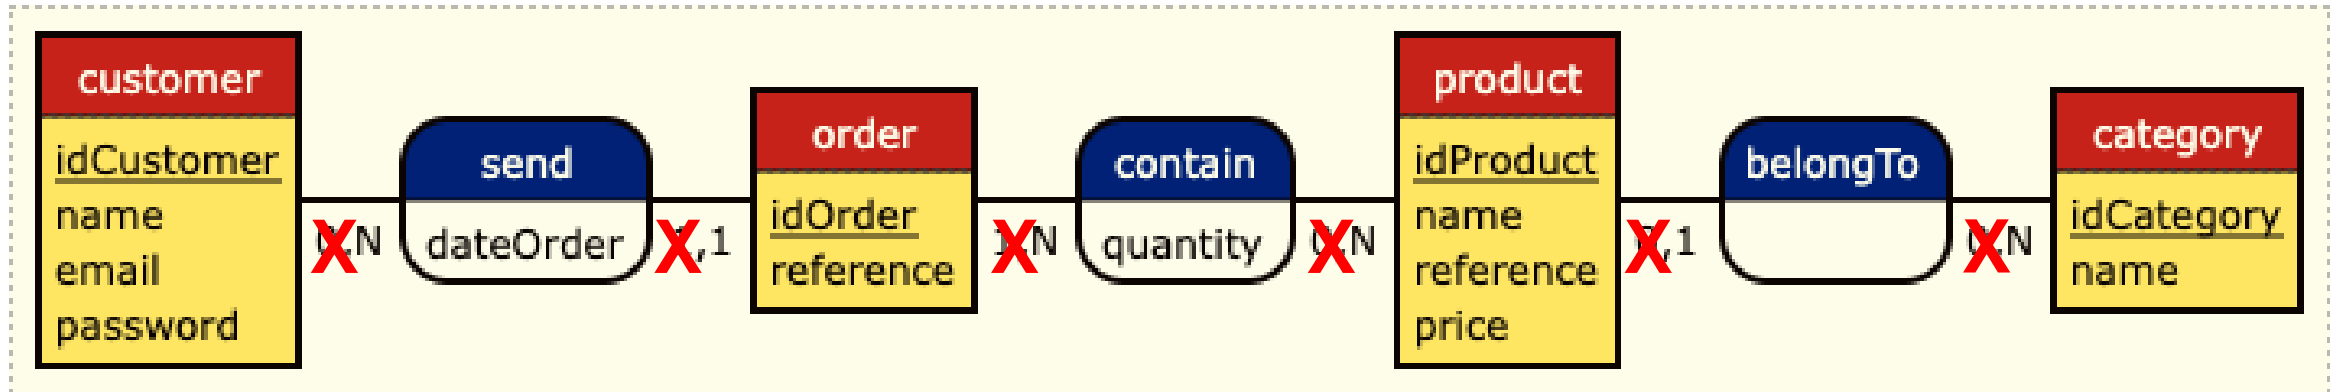 customer
idCustomer
name
email
password
X N
send
dateOrder
X,1
order
idOrder
reference
X N
contain
quantity
X N
product
idProduct
name
reference
price
X,1
belongTo
X N
category
idCategory
name